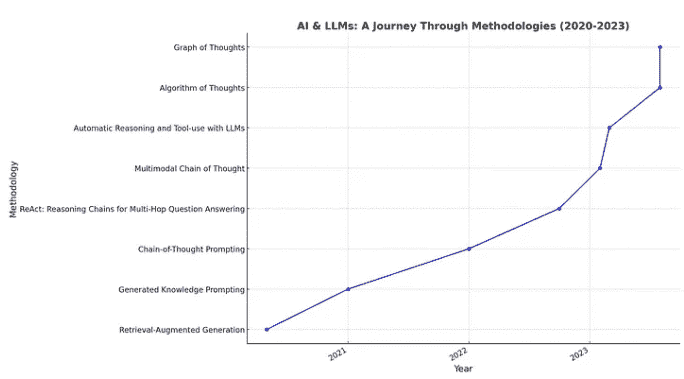 AI & LLMs: A Journey Through Methodologies (2020-2023)
Graph of Thoughts
Algorithm of Thoughts
Automatic Reasoning and Tool-use with LLMs
Multimodal Chain of Thought
ReAct: Reasoning Chains for Multi-Hop Question Answering
Chain-of-Thought Prompting
Generated Knowledge Prompting
Retrieval-Augmented Generation
Methodology
2021
2022
2023
Year